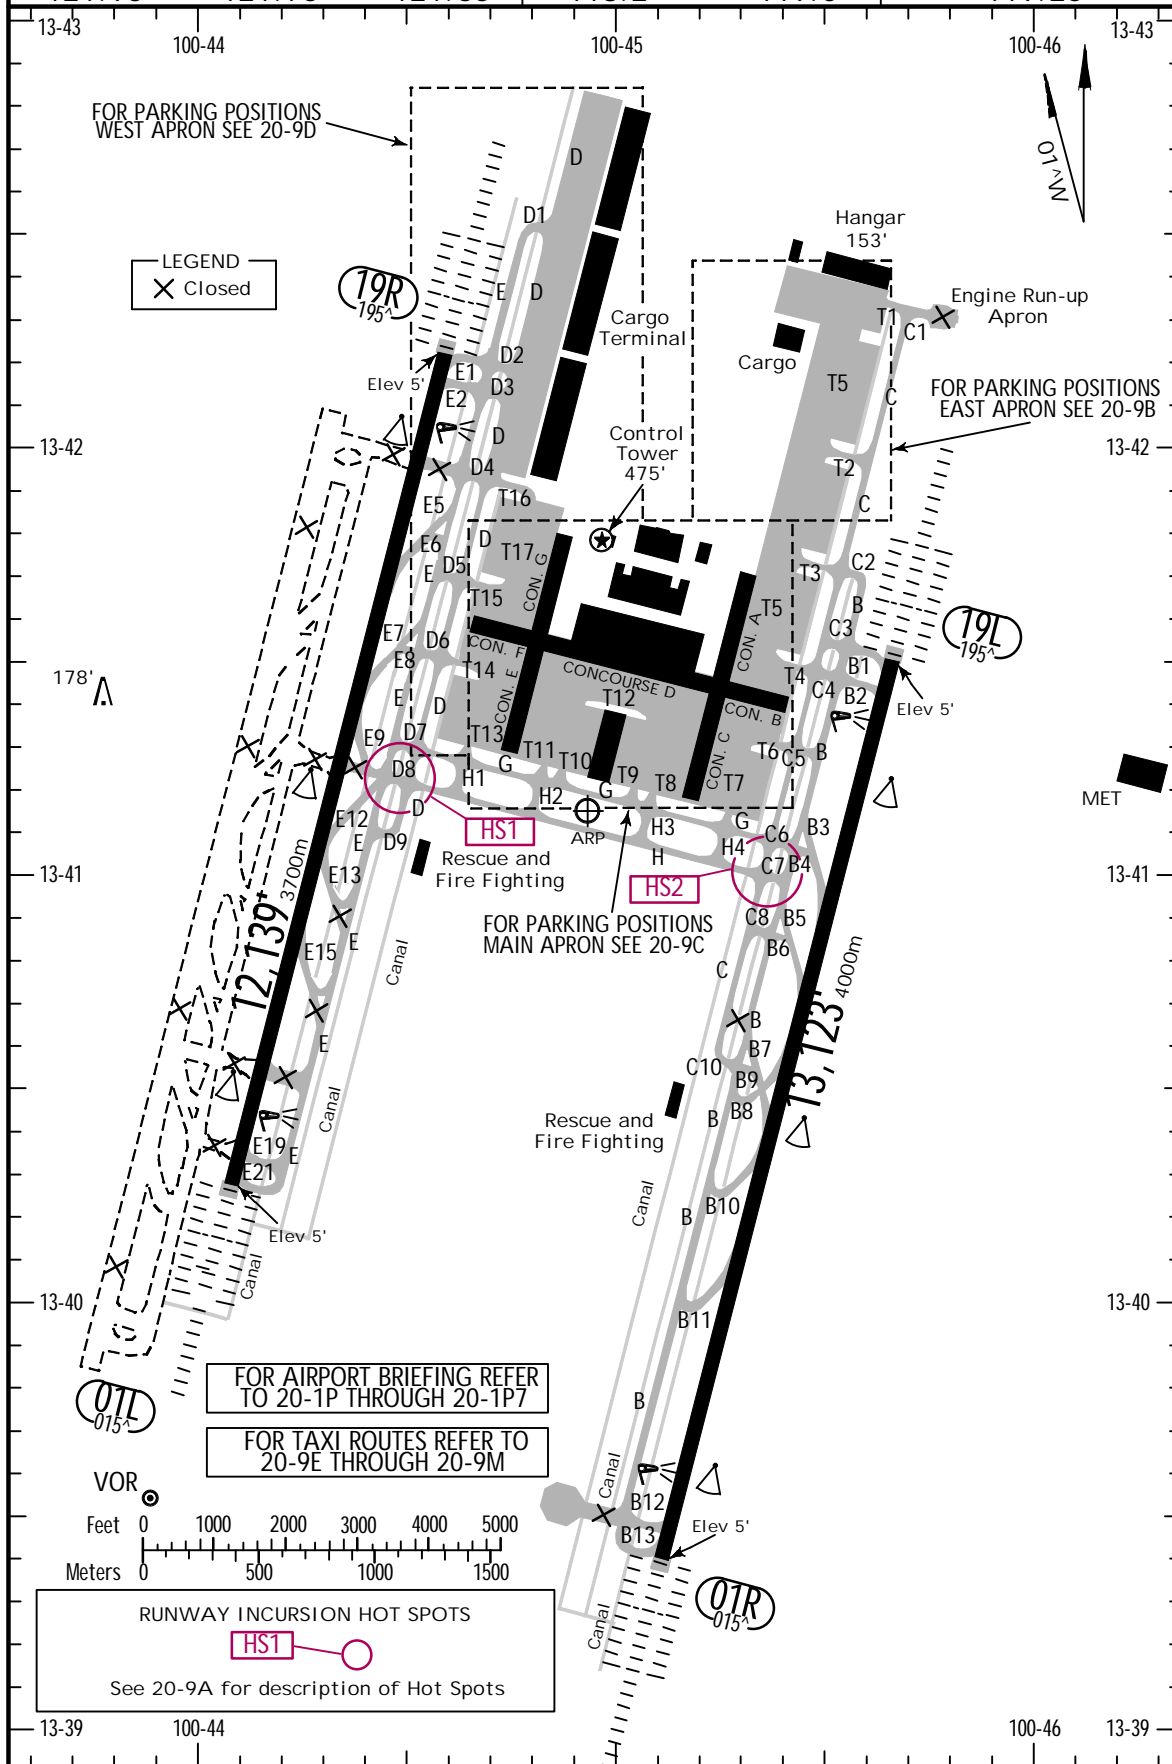 13-43
100-44
100-45
100-46
13-43
FOR PARKING POSITIONS
WEST APRON SEE 20-9D
D
01^W
D1
Hangar
153'
LEGEND
X Closed
19R
195^
E
D
Cargo
Terminal
T1
C1
Engine Run-up
Apron
Elev 5'
E1
D2
D3
E2
Cargo
T5
C
FOR PARKING POSITIONS
EAST APRON SEE 20-9B
13-42
D
Control
Tower
475'
13-42
D4
T2
E5
T16
C
E6
D
T17
CON. G
E
D5
T15
T3
C2
T5
B
CON. A
E7
D6
CON. F
C3
19L
195^
E8
T14
CON. E
CONCOURSE D
T4
B1
178'
E
D
T12
C4
B2
Elev 5'
CON. B
E9
D7
T13
T11
CON. C
T6
C5
B
D8
H1
G
T10
T9
T8
T7
MET
H2
G
D
HS1
ARP
G
E12
H3
C6
B3
E
D9
Rescue and
Fire Fighting
H
H4
C7
B4
13-41
E13
3700m
HS2
13-41
12,139'
FOR PARKING POSITIONS
MAIN APRON SEE 20-9C
C8
B5
E15
E
Canal
B6
C
4000m
13,123'
B
E
B7
C10
B9
Canal
B8
Rescue and
Fire Fighting
B
E19
E
E21
Canal
B10
Elev 5'
B
Canal
13-40
13-40
B11
FOR AIRPORT BRIEFING REFER
TO 20-1P THROUGH 20-1P7
01L
015^
B
FOR TAXI ROUTES REFER TO
20-9E THROUGH 20-9M
Canal
VOR
B12
Feet 0 1000 2000 3000 4000 5000
B13
Elev 5'
Meters 0 500 1000 1500
01R
015^
RUNWAY INCURSION HOT SPOTS
HS1
Canal
See 20-9A for description of Hot Spots
13-39
100-44
100-46
13-39